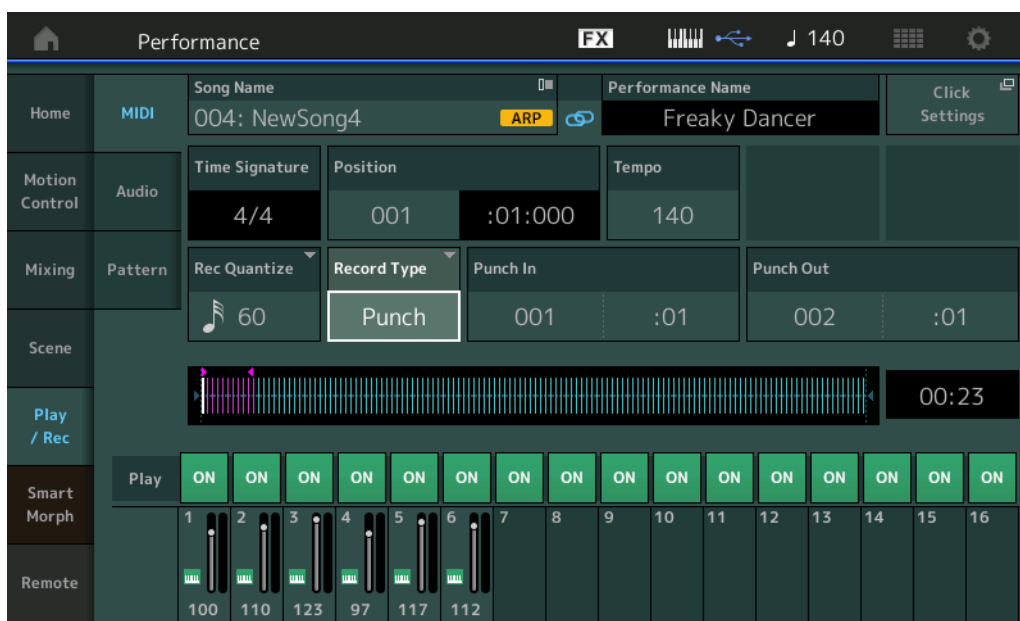 Performance FX 140
Home
Motion
Control
Mixing
Scene
Play
/ Rec
Smart
Morph
Remote
MIDI
Audio
Pattern
Song Name
004: NewSong4 ARP
Performance Name
Freaky Dancer
Click
Settings
Time Signature
4/4
Position
001 :01:000
Tempo
140
Rec Quantize
60
Record Type
Punch
Punch In
001 :01
Punch Out
002 :01
00:23
Play ON ON ON ON ON ON ON ON ON ON ON ON ON ON ON ON
1 2 3 4 5 6 7 8 9 10 11 12 13 14 15 16
100 110 123 97 117 112